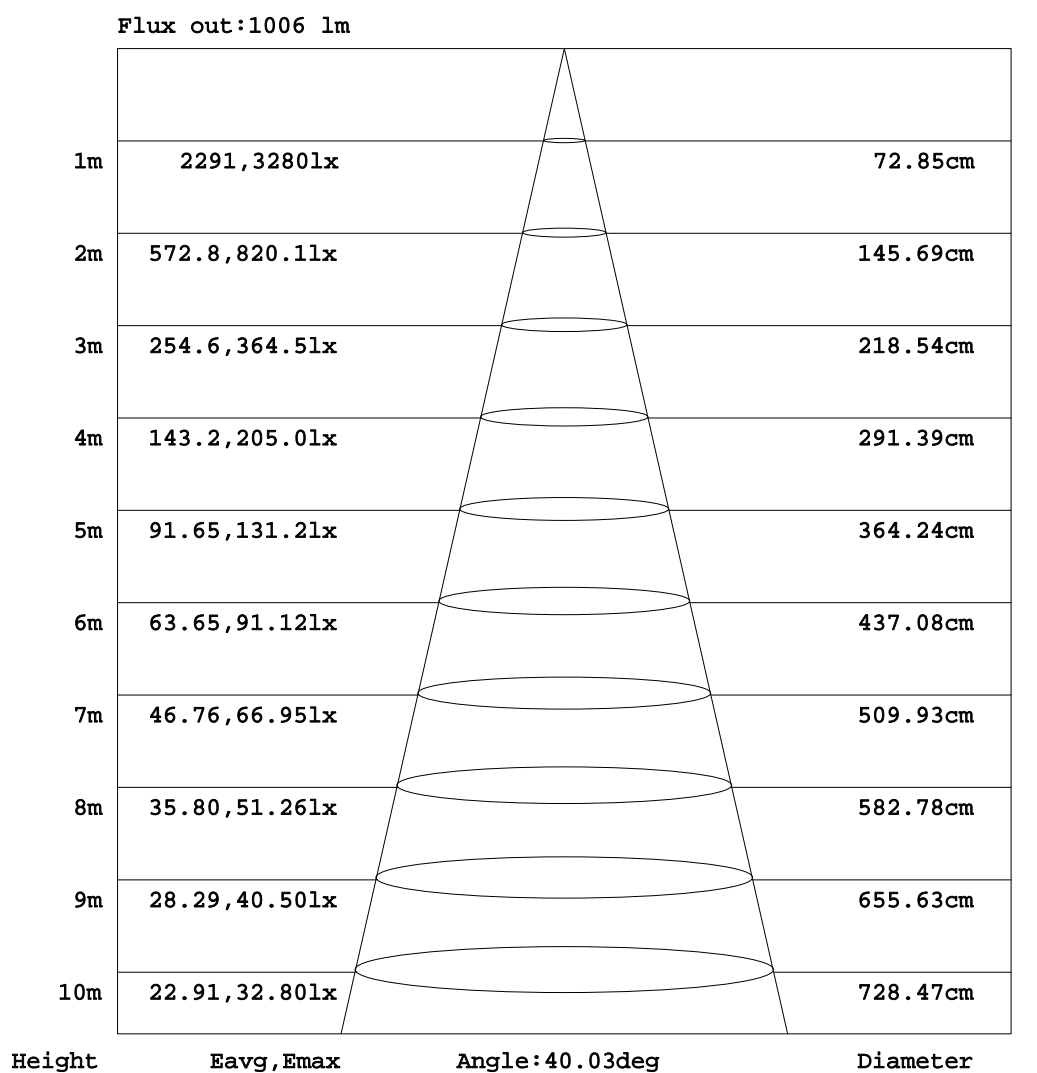 Flux out:1006 lm
1m 2291,3280lx 72.85cm
2m 572.8,820.1lx 145.69cm
3m 254.6,364.5lx 218.54cm
4m 143.2,205.0lx 291.39cm
5m 91.65,131.2lx 364.24cm
6m 63.65,91.12lx 437.08cm
7m 46.76,66.95lx 509.93cm
8m 35.80,51.26lx 582.78cm
9m 28.29,40.50lx 655.63cm
10m 22.91,32.80lx 728.47cm
Height Eavg,Emax Angle:40.03deg Diameter